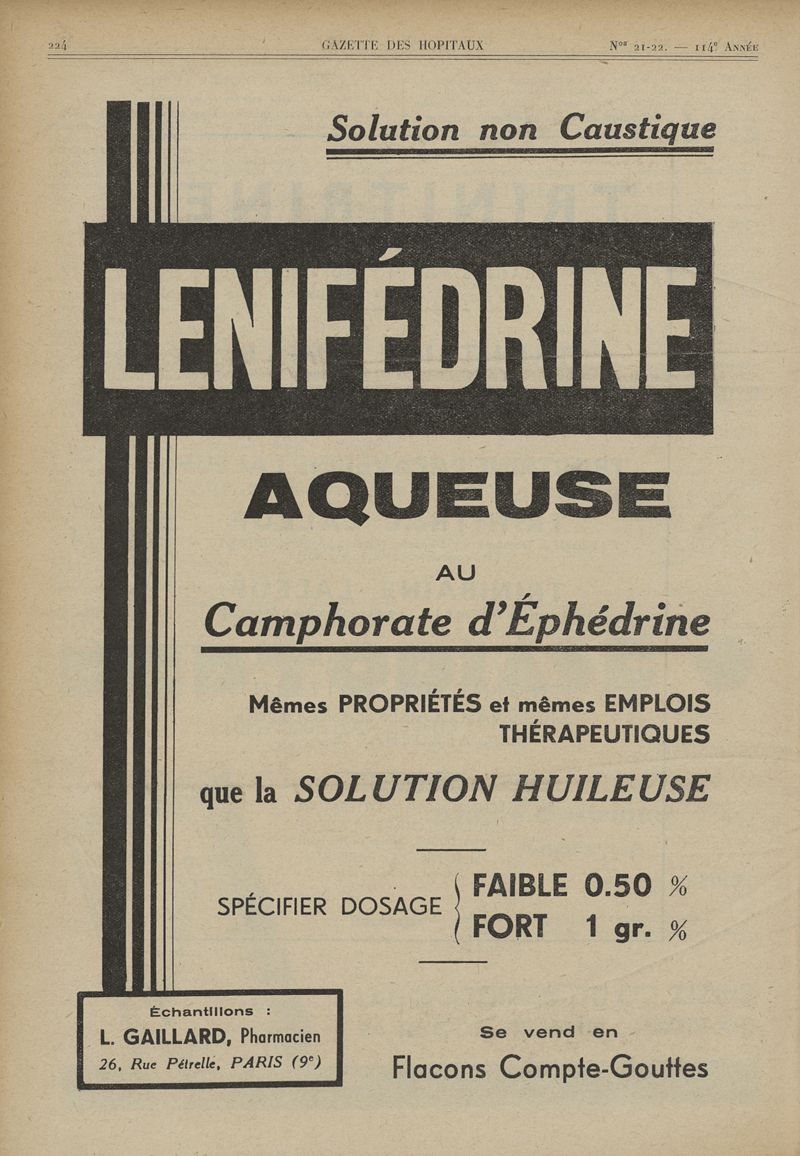 224
GAZETTE DES HOPITAUX
Nos 21-22. — 114e ANNÉE
Solution non Caustique
LENIFÉDRINE
AQUEUSE
AU
Camphorate d'Éphédrine
Mêmes PROPRIÉTÉS et mêmes EMPLOIS
THÉRAPEUTIQUES
que la SOLUTION HUILEUSE
SPÉCIFIER DOSAGE { FAIBLE 0.50 %
FORT 1 gr. %
Échantillons :
L. GAILLARD, Pharmacien
26, Rue Pétrelle, PARIS (9e)
Se vend en
Flacons Compte-Gouttes